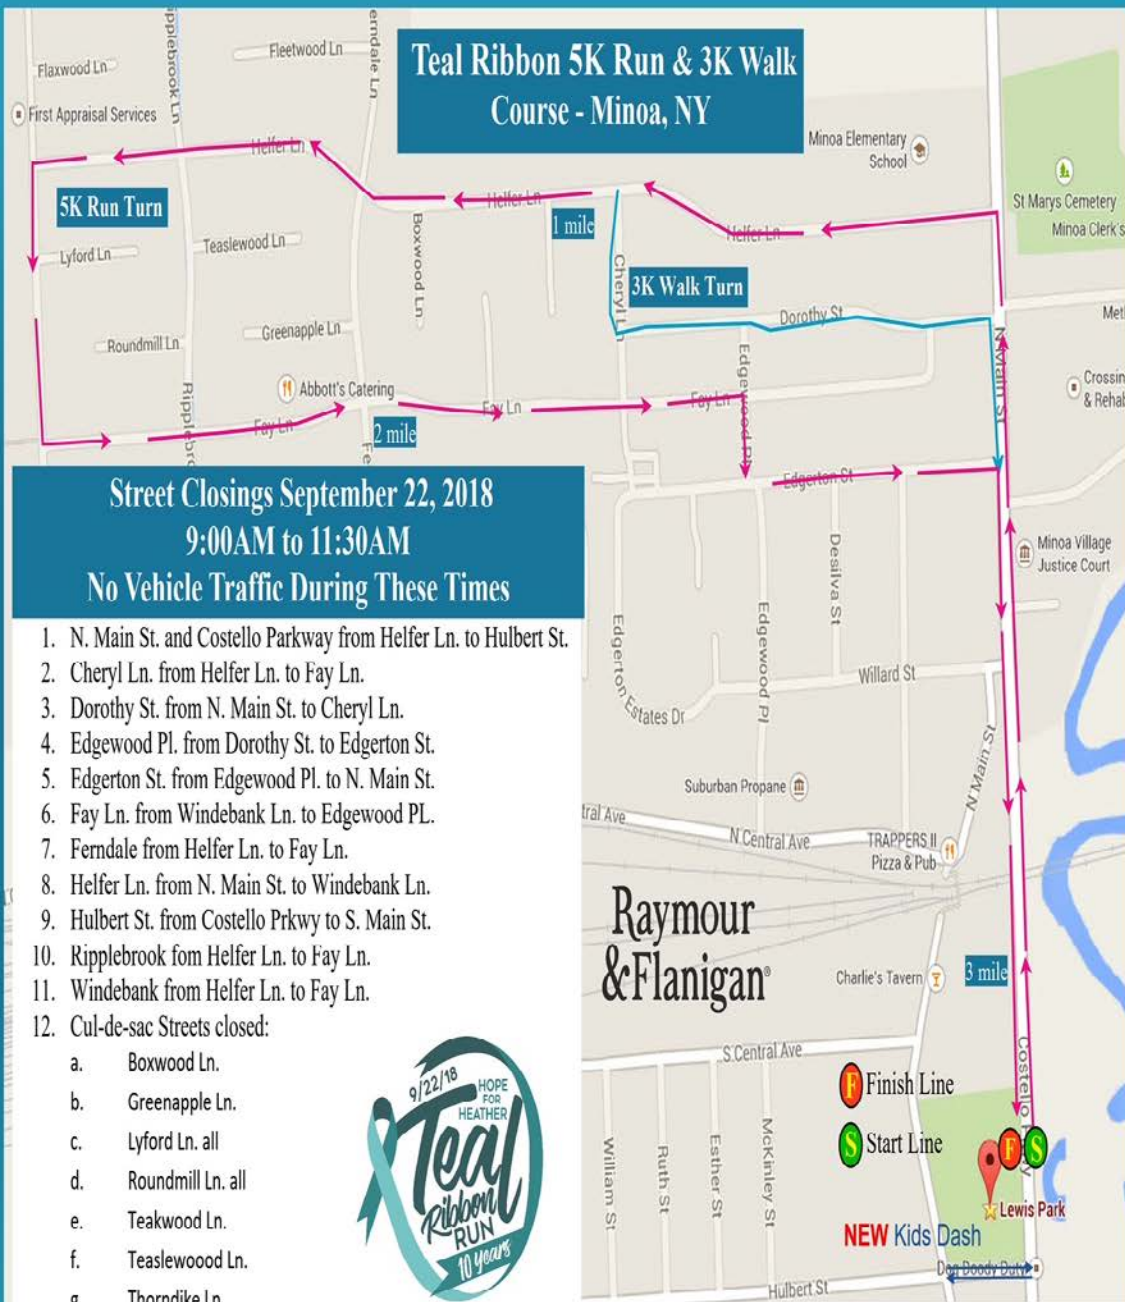 Teal Ribbon 5K Run & 3K Walk
Course - Minoa, NY
Flaxwood Ln
Fleetwood Ln
First Appraisal Services
Helfer Ln
Helfer Ln
Helfer Ln
Minoa Elementary
School
St Marys Cemetery
Minoa Clerk's
5K Run Turn
1 mile
3K Walk Turn
Lyford Ln
Teaslewood Ln
Boxwood Ln
Cheryl Ln
Dorothy St
Roundmill Ln
Greenapple Ln
Abbott's Catering
Fay Ln
Fay Ln
Fay Ln
2 mile
Edgewood Pl
N Main St
Crossin
& Rehab
Edgerton St
Street Closings September 22, 2018
9:00AM to 11:30AM
No Vehicle Traffic During These Times
1. N. Main St. and Costello Parkway from Helfer Ln. to Hulbert St.
2. Cheryl Ln. from Helfer Ln. to Fay Ln.
3. Dorothy St. from N. Main St. to Cheryl Ln.
4. Edgewood Pl. from Dorothy St. to Edgerton St.
5. Edgerton St. from Edgewood Pl. to N. Main St.
6. Fay Ln. from Windebank Ln. to Edgewood PL.
7. Ferndale from Helfer Ln. to Fay Ln.
8. Helfer Ln. from N. Main St. to Windebank Ln.
9. Hulbert St. from Costello Prkwy to S. Main St.
10. Ripplebrook fom Helfer Ln. to Fay Ln.
11. Windebank from Helfer Ln. to Fay Ln.
12. Cul-de-sac Streets closed:
a. Boxwood Ln.
b. Greenapple Ln.
c. Lyford Ln. all
d. Roundmill Ln. all
e. Teakwood Ln.
f. Teaslewoood Ln.
g. Thorndike Ln.
9/22/18
HOPE
FOR
HEATHER
Teal
Ribbon
RUN
10 Years
Minoa Village
Justice Court
Desilva St
Edgewood Pl
Edgerton Estates Dr
Willard St
N Main St
Suburban Propane
tral Ave
N Central Ave
TRAPPERS II
Pizza & Pub
Raymour
&Flanigan®
Charlie's Tavern
3 mile
S Central Ave
F Finish Line
S Start Line
F S
William St
Ruth St
Esther St
McKinley St
Lewis Park
NEW Kids Dash
Dog Doody Duty
Hulbert St